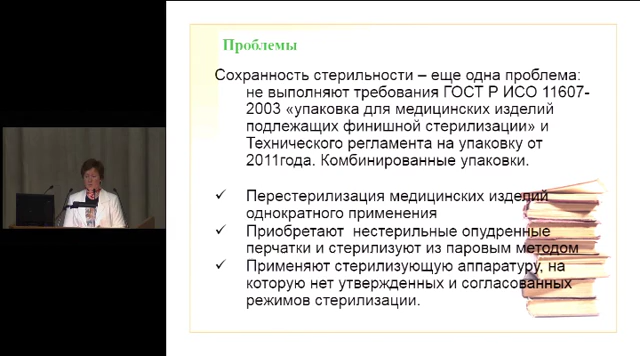 Проблемы
Сохранность стерильности – еще одна проблема:
не выполняют требования ГОСТ Р ИСО 11607-
2003 «упаковка для медицинских изделий
подлежащих финишной стерилизации» и
Технического регламента на упаковку от
2011года. Комбинированные упаковки.
✓ Перестерилизация медицинских изделий
однократного применения
✓ Приобретают нестерильные опудренные
перчатки и стерилизуют из паровым методом
✓ Применяют стерилизующую аппаратуру, на
которую нет утвержденных и согласованных
режимов стерилизации.